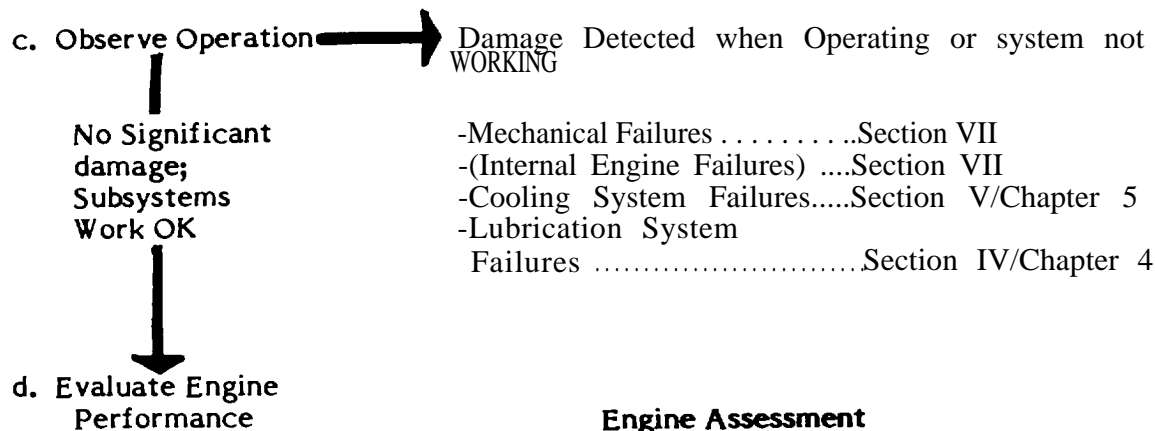 c. Observe Operation
Damage Detected when Operating or system not
WORKING
No Significant
damage;
Subsystems
Work OK
-Mechanical Failures . . . . . . . . . ..Section VII
-(Internal Engine Failures) ....Section VII
-Cooling System Failures.....Section V/Chapter 5
-Lubrication System
Failures ............................Section IV/Chapter 4
d. Evaluate Engine
Performance
Engine Assessment